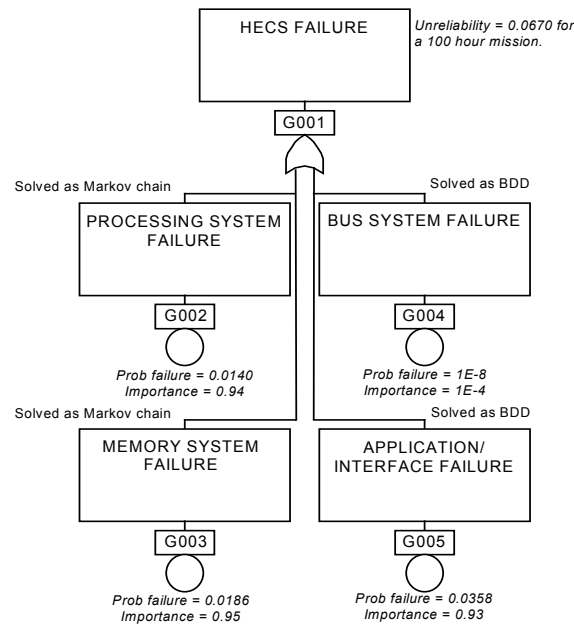 HECS FAILURE
Unreliability = 0.0670 for
a 100 hour mission.
G001
Solved as Markov chain
Solved as BDD
PROCESSING SYSTEM
FAILURE
BUS SYSTEM FAILURE
G002
G004
Prob failure = 0.0140
Importance = 0.94
Prob failure = 1E-8
Importance = 1E-4
Solved as Markov chain
Solved as BDD
MEMORY SYSTEM
FAILURE
APPLICATION/
INTERFACE FAILURE
G003
G005
Prob failure = 0.0186
Importance = 0.95
Prob failure = 0.0358
Importance = 0.93